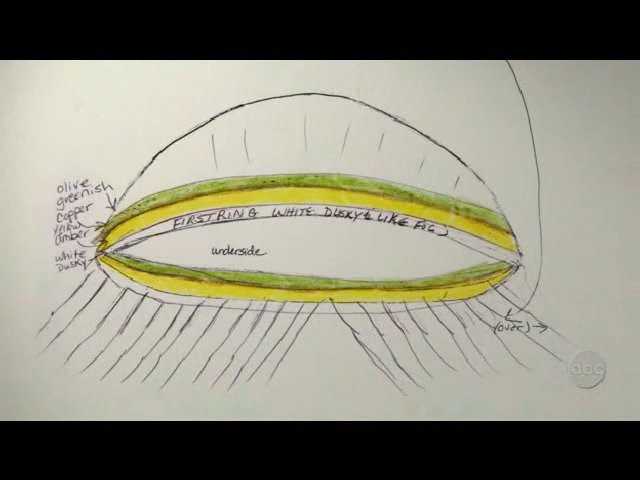 olive
greenish
copper
yellow
amber
white
Dusky
FIRST RING WHITE DUSKY (LIKE FOG)
underside
(over)
abc